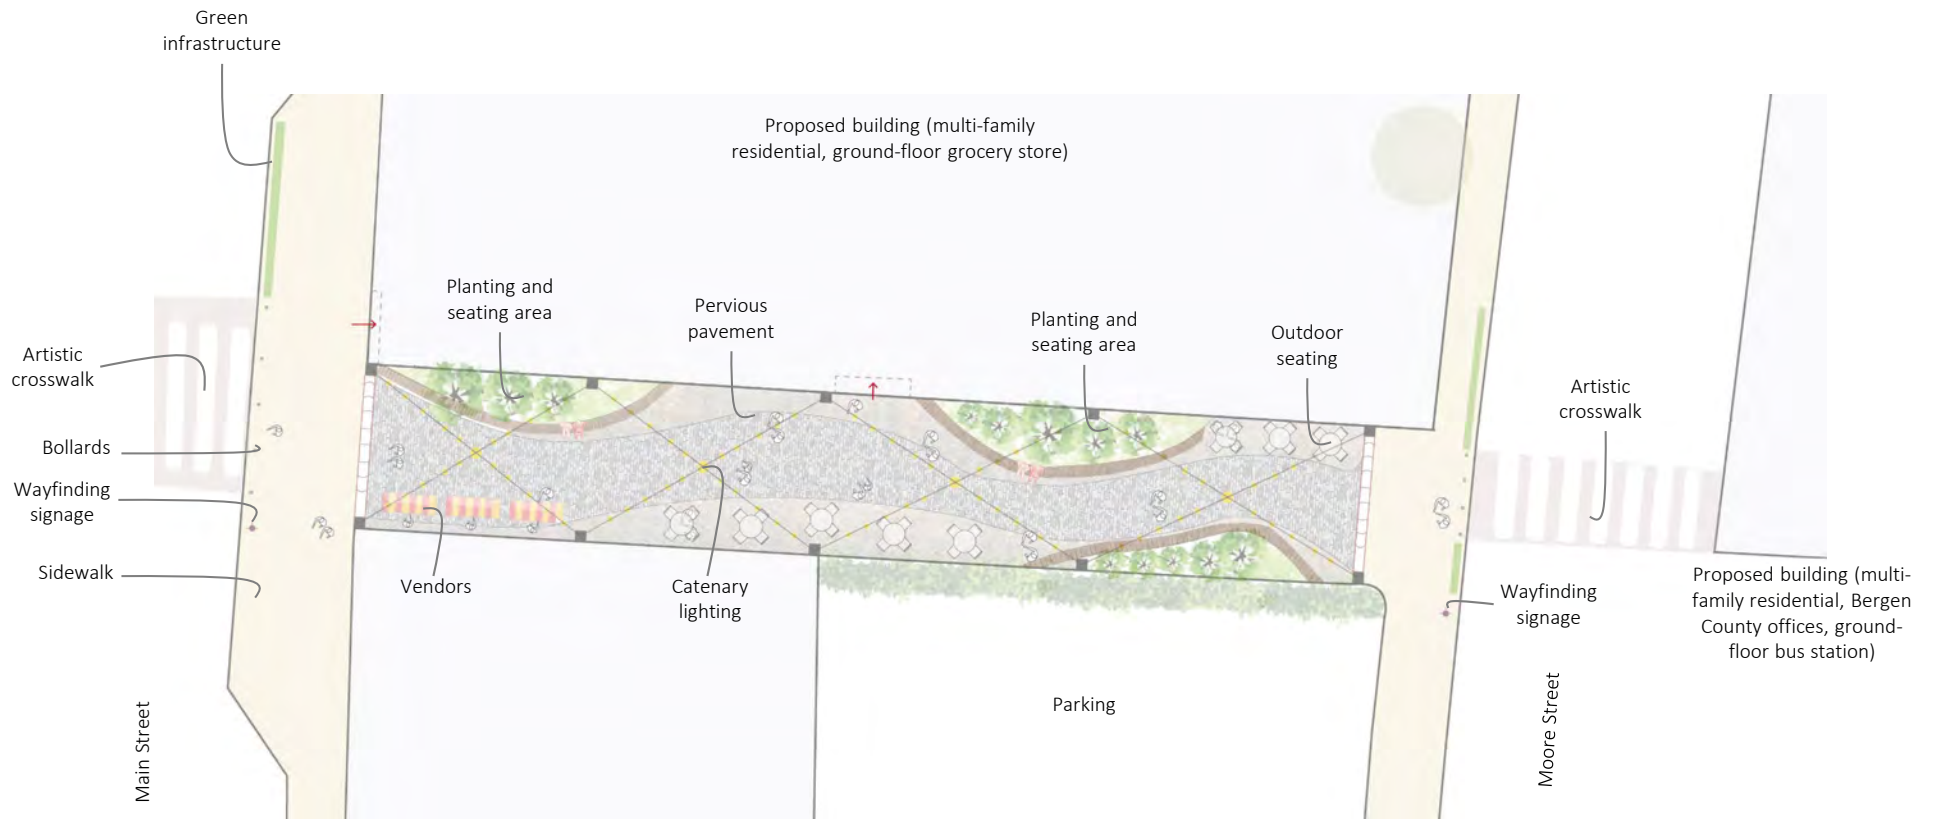 Green
infrastructure
Proposed building (multi-family
residential, ground-floor grocery store)
Planting and
seating area
Pervious
pavement
Planting and
seating area
Outdoor
seating
Artistic
crosswalk
Artistic
crosswalk
Bollards
Wayfinding
signage
Sidewalk
Vendors
Catenary
lighting
Wayfinding
signage
Proposed building (multi-
family residential, Bergen
County offices, ground-
floor bus station)
Parking
Main Street
Moore Street